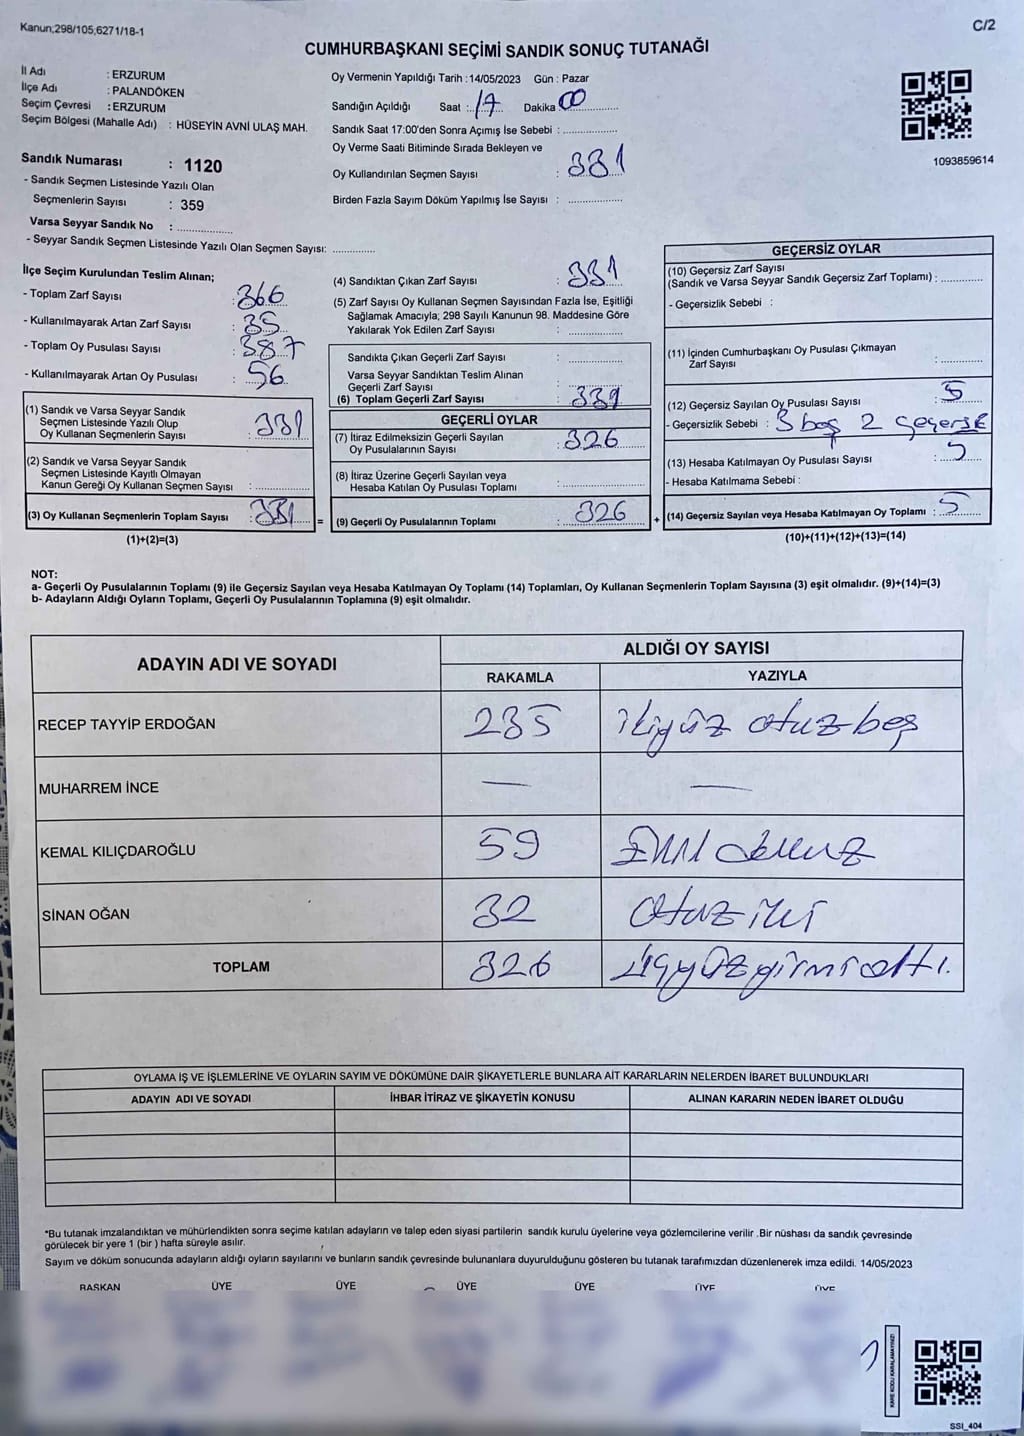 Kanun;298/105;6271/18-1
C/2
CUMHURBAŞKANI SEÇİMİ SANDIK SONUÇ TUTANAĞI
İl Adı : ERZURUM
İlçe Adı : PALANDÖKEN
Seçim Çevresi : ERZURUM
Seçim Bölgesi (Mahalle Adı) : HÜSEYİN AVNİ ULAŞ MAH.
Sandık Numarası : 1120
- Sandık Seçmen Listesinde Yazılı Olan
Seçmenlerin Sayısı : 359
Varsa Seyyar Sandık No : ................
- Seyyar Sandık Seçmen Listesinde Yazılı Olan Seçmen Sayısı: ............
Oy Vermenin Yapıldığı Tarih :14/05/2023 Gün : Pazar
Sandığın Açıldığı Saat : 17 Dakika 00
Sandık Saat 17:00'den Sonra Açımış İse Sebebi : ................
Oy Verme Saati Bitiminde Sırada Bekleyen ve
Oy Kullandırılan Seçmen Sayısı : 331
Birden Fazla Sayım Döküm Yapılmış İse Sayısı : ................
1093859614
İlçe Seçim Kurulundan Teslim Alınan;
- Toplam Zarf Sayısı : 366
- Kullanılmayarak Artan Zarf Sayısı : 35
- Toplam Oy Pusulası Sayısı : 387
- Kullanılmayarak Artan Oy Pusulası : 56
(1) Sandık ve Varsa Seyyar Sandık
Seçmen Listesinde Yazılı Olup
Oy Kullanan Seçmenlerin Sayısı : 331
(2) Sandık ve Varsa Seyyar Sandık
Seçmen Listesinde Kayıtlı Olmayan
Kanun Gereği Oy Kullanan Seçmen Sayısı : ................
(3) Oy Kullanan Seçmenlerin Toplam Sayısı : 331 =
(1)+(2)=(3)
(4) Sandıktan Çıkan Zarf Sayısı : 331
(5) Zarf Sayısı Oy Kullanan Seçmen Sayısından Fazla İse, Eşitliği
Sağlamak Amacıyla; 298 Sayılı Kanunun 98. Maddesine Göre
Yakılarak Yok Edilen Zarf Sayısı : ................
Sandıkta Çıkan Geçerli Zarf Sayısı : ................
Varsa Seyyar Sandıktan Teslim Alınan
Geçerli Zarf Sayısı : ................
(6) Toplam Geçerli Zarf Sayısı : 331
GEÇERLİ OYLAR
(7) İtiraz Edilmeksizin Geçerli Sayılan
Oy Pusulalarının Sayısı : 326
(8) İtiraz Üzerine Geçerli Sayılan veya
Hesaba Katılan Oy Pusulası Toplamı : ................
(9) Geçerli Oy Pusulalarının Toplamı : 326 +
GEÇERSİZ OYLAR
(10) Geçersiz Zarf Sayısı
(Sandık ve Varsa Seyyar Sandık Geçersiz Zarf Toplamı) : ............
- Geçersizlik Sebebi :
(11) İçinden Cumhurbaşkanı Oy Pusulası Çıkmayan
Zarf Sayısı : ............
(12) Geçersiz Sayılan Oy Pusulası Sayısı : 5
- Geçersizlik Sebebi : 3 boş 2 geçersiz
(13) Hesaba Katılmayan Oy Pusulası Sayısı : 5
- Hesaba Katılmama Sebebi :
(14) Geçersiz Sayılan veya Hesaba Katılmayan Oy Toplamı : 5
(10)+(11)+(12)+(13)=(14)
NOT:
a- Geçerli Oy Pusulalarının Toplamı (9) ile Geçersiz Sayılan veya Hesaba Katılmayan Oy Toplamı (14) Toplamları, Oy Kullanan Seçmenlerin Toplam Sayısına (3) eşit olmalıdır. (9)+(14)=(3)
b- Adayların Aldığı Oyların Toplamı, Geçerli Oy Pusulalarının Toplamına (9) eşit olmalıdır.
ADAYIN ADI VE SOYADI
ALDIĞI OY SAYISI
RAKAMLA YAZIYLA
RECEP TAYYİP ERDOĞAN 235 ikiyüz otuzbeş
MUHARREM İNCE — —
KEMAL KILIÇDAROĞLU 59 Elli dokuz
SİNAN OĞAN 32 otuz iki
TOPLAM 326 üçyüzyirmialtı.
OYLAMA İŞ VE İŞLEMLERİNE VE OYLARIN SAYIM VE DÖKÜMÜNE DAİR ŞİKAYETLERLE BUNLARA AİT KARARLARIN NELERDEN İBARET BULUNDUKLARI
ADAYIN ADI VE SOYADI İHBAR İTİRAZ VE ŞİKAYETİN KONUSU ALINAN KARARIN NEDEN İBARET OLDUĞU
*Bu tutanak imzalandıktan ve mühürlendikten sonra seçime katılan adayların ve talep eden siyasi partilerin sandık kurulu üyelerine veya gözlemcilerine verilir .Bir nüshası da sandık çevresinde
görülecek bir yere 1 (bir ) hafta süreyle asılır.
Sayım ve döküm sonucunda adayların aldığı oyların sayılarını ve bunların sandık çevresinde bulunanlara duyurulduğunu gösteren bu tutanak tarafımızdan düzenlenerek imza edildi. 14/05/2023
BAŞKAN ÜYE ÜYE ÜYE ÜYE ÜYE ÜYE
KARE KODU KARALAMAYINIZ!
SSI_404